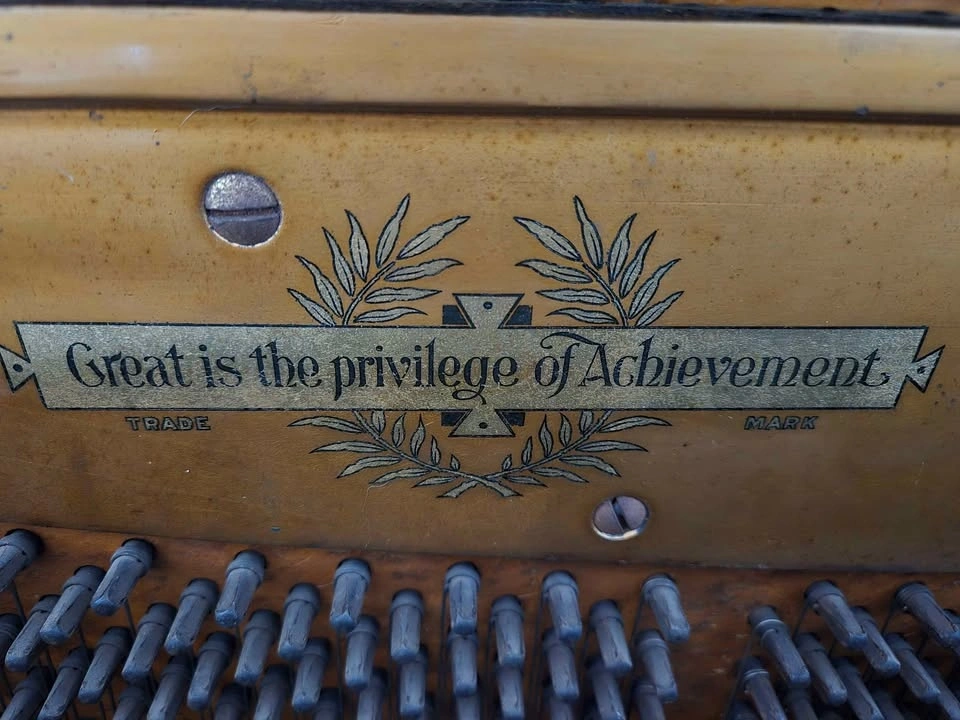 Great is the privilege of Achievement
TRADE MARK